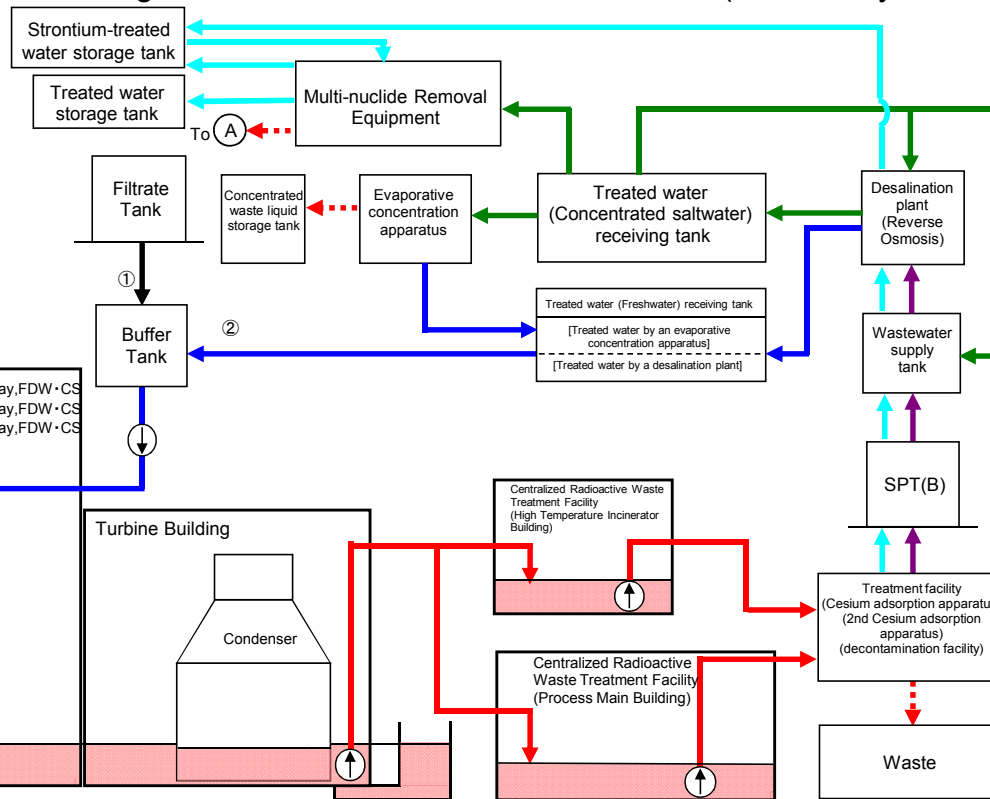 Strontium-treated
water storage tank
Treated water
storage tank
To A
Multi-nuclide Removal
Equipment
Filtrate
Tank
①
Concentrated
waste liquid
storage tank
Evaporative
concentration
apparatus
Treated water
(Concentrated saltwater)
receiving tank
Desalination
plant
(Reverse
Osmosis)
Buffer
Tank
②
Treated water (Freshwater) receiving tank
[Treated water by an evaporative
concentration apparatus]
[Treated water by a desalination plant]
Wastewater
supply
tank
ay,FDW・CS
ay,FDW・CS
ay,FDW・CS
SPT(B)
Turbine Building
Condenser
Centralized Radioactive Waste
Treatment Facility
(High Temperature Incinerator
Building)
Centralized Radioactive
Waste Treatment Facility
(Process Main Building)
Treatment facility
(Cesium adsorption apparatu
(2nd Cesium adsorption
apparatus)
(decontamination facility)
Waste